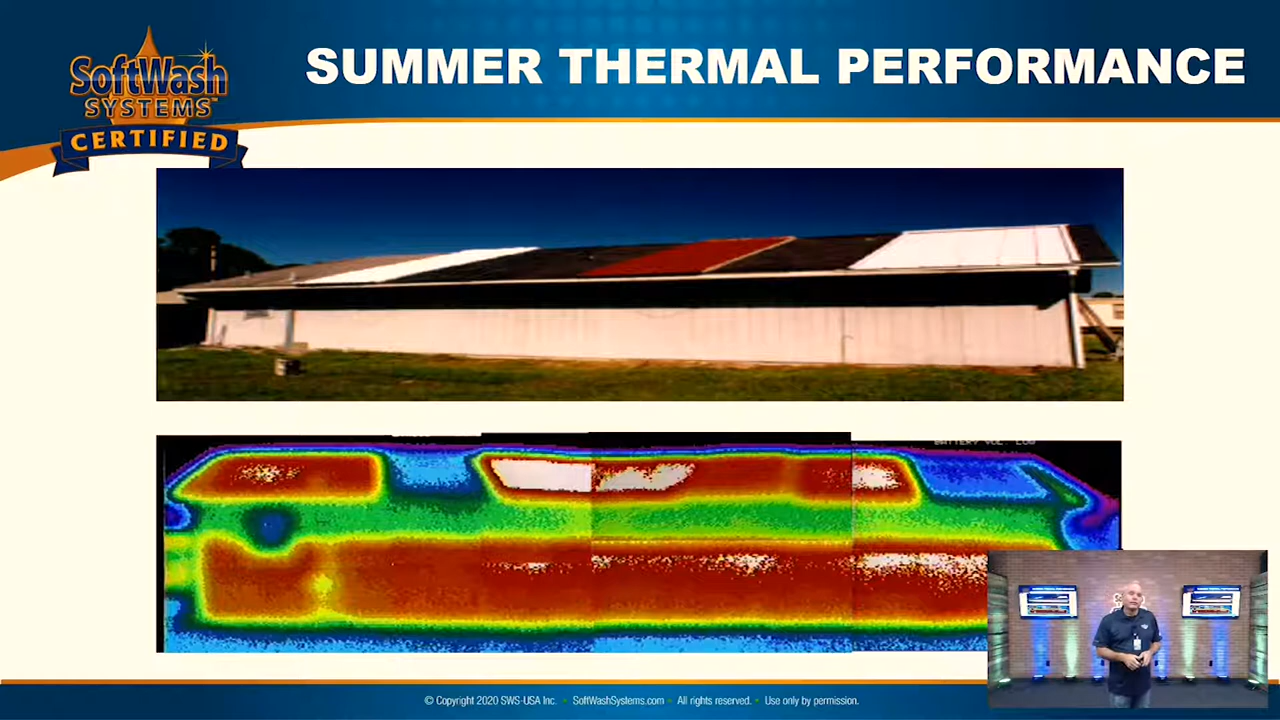 SoftWash
SYSTEMS™
CERTIFIED
SUMMER THERMAL PERFORMANCE
BATTERY VOL. LOW
© Copyright 2020 SWS-USA Inc. • SoftWashSystems.com • All rights reserved. • Use only by permission.